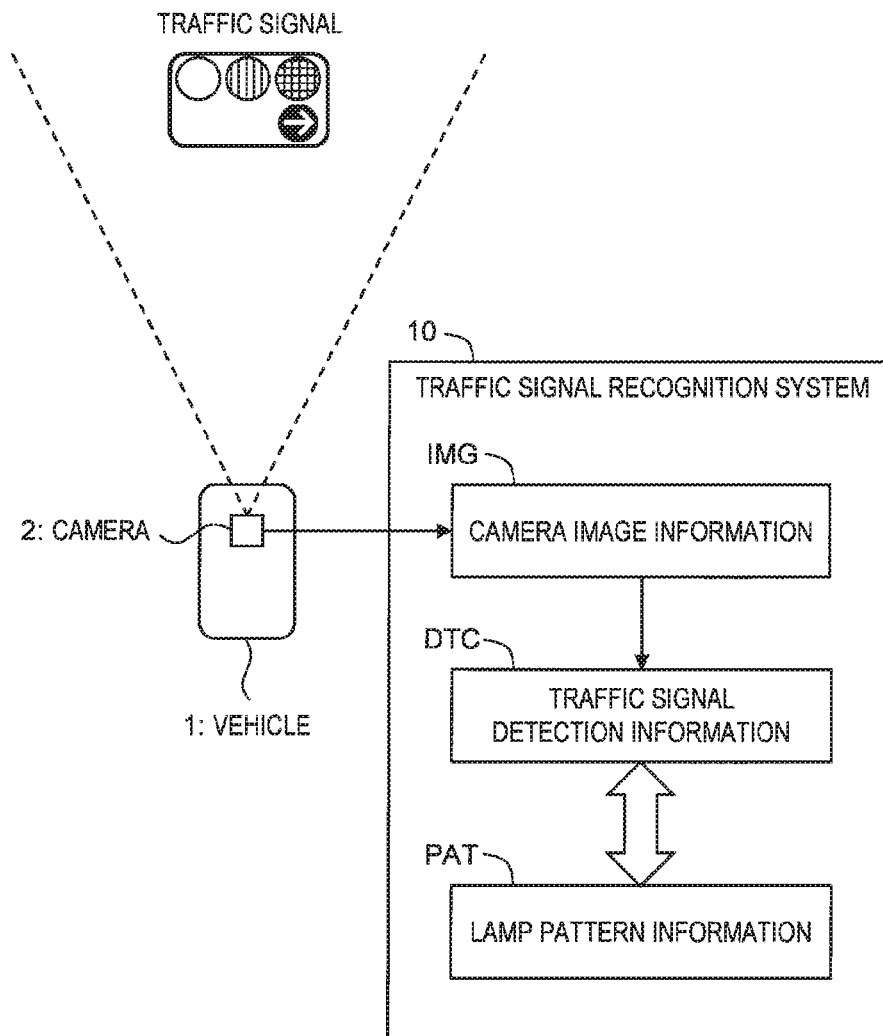 TRAFFIC SIGNAL
10
TRAFFIC SIGNAL RECOGNITION SYSTEM
IMG
CAMERA IMAGE INFORMATION
2: CAMERA
DTC
TRAFFIC SIGNAL
DETECTION INFORMATION
1: VEHICLE
PAT
LAMP PATTERN INFORMATION